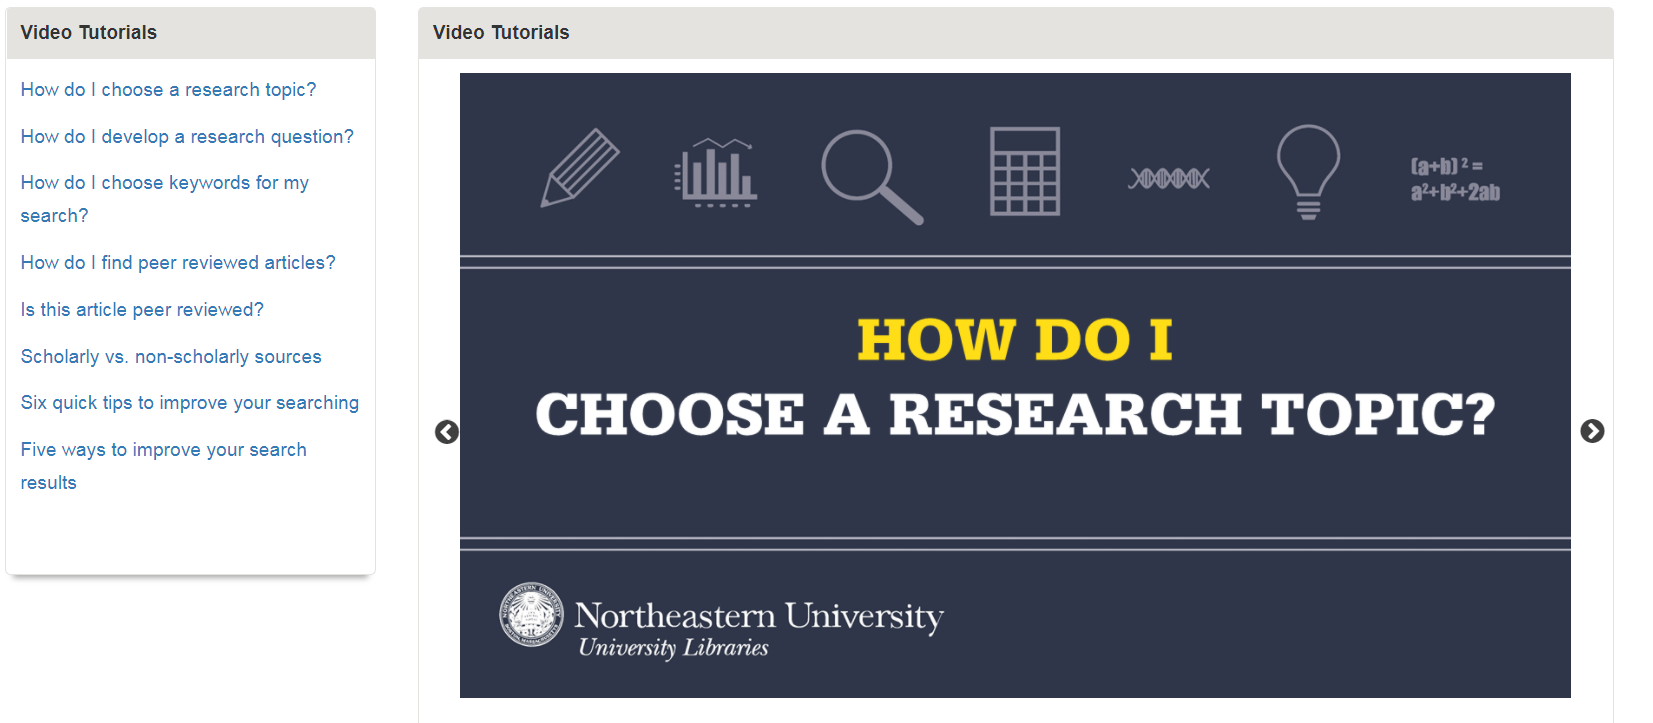 Video Tutorials
How do I choose a research topic?
How do I develop a research question?
How do I choose keywords for my
search?
How do I find peer reviewed articles?
Is this article peer reviewed?
Scholarly vs. non-scholarly sources
Six quick tips to improve your searching
Five ways to improve your search
results
Video Tutorials
(a+b)² =
a²+b²+2ab
HOW DO I
CHOOSE A RESEARCH TOPIC?
Northeastern University
University Libraries